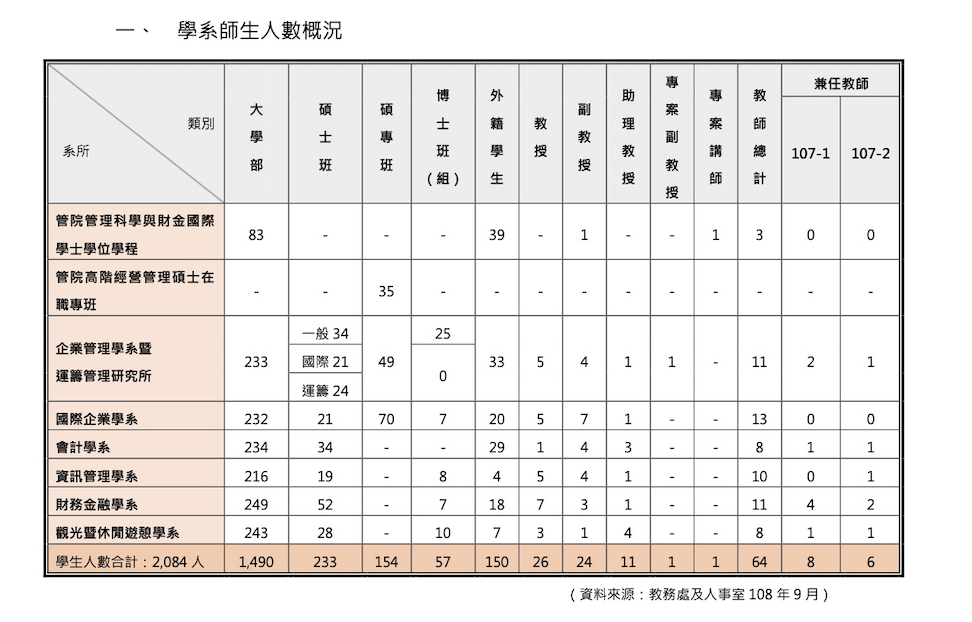 一、 學系師生人數概況
類別
系所
大學部
碩士班
碩專班
博士班(組)
外籍學生
教授
副教授
助理教授
專案副教授
專案講師
教師總計
兼任教師
107-1 107-2
管院管理科學與財金國際
學士學位學程
83 - - - 39 - 1 - - 1 3 0 0
管院高階經營管理碩士在
職專班
- - 35 - - - - - - - - - -
企業管理學系暨
運籌管理研究所
233
一般 34
國際 21
運籌 24
49
25
0
33 5 4 1 1 - 11 2 1
國際企業學系 232 21 70 7 20 5 7 1 - - 13 0 0
會計學系 234 34 - - 29 1 4 3 - - 8 1 1
資訊管理學系 216 19 - 8 4 5 4 1 - - 10 0 1
財務金融學系 249 52 - 7 18 7 3 1 - - 11 4 2
觀光暨休閒遊憩學系 243 28 - 10 7 3 1 4 - - 8 1 1
學生人數合計：2,084 人 1,490 233 154 57 150 26 24 11 1 1 64 8 6
(資料來源：教務處及人事室 108 年 9 月)